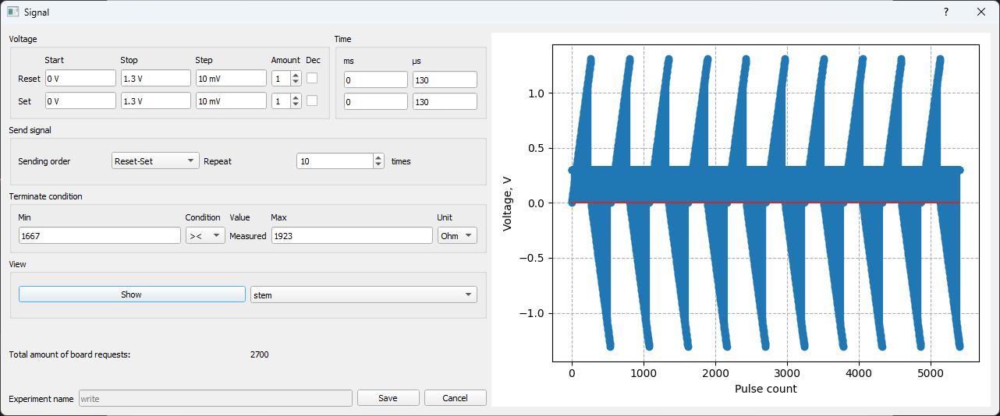 Signal
Voltage
Start Stop Step Amount Dec
Reset 0 V 1.3 V 10 mV 1
Set 0 V 1.3 V 10 mV 1
Time
ms µs
0 130
0 130
Send signal
Sending order Reset-Set Repeat 10 times
Terminate condition
Min Condition Value Max Unit
1667 >< Measured 1923 Ohm
View
Show stem
Total amount of board requests: 2700
Experiment name write Save Cancel
Voltage, V
1.0
0.5
0.0
−0.5
−1.0
0 1000 2000 3000 4000 5000
Pulse count